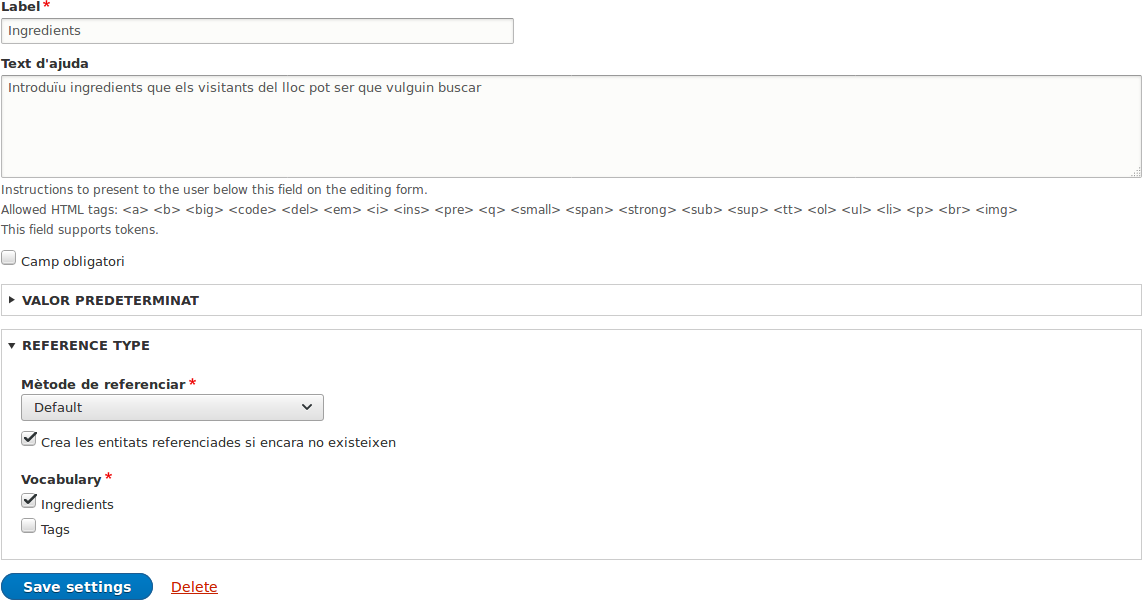 Label*
Ingredients
Text d'ajuda
Introduïu ingredients que els visitants del lloc pot ser que vulguin buscar
Instructions to present to the user below this field on the editing form.
Allowed HTML tags: <a> <b> <big> <code> <del> <em> <i> <ins> <pre> <q> <small> <span> <strong> <sub> <sup> <tt> <ol> <ul> <li> <p> <br> <img>
This field supports tokens.
Camp obligatori
VALOR PREDETERMINAT
REFERENCE TYPE
Mètode de referenciar*
Default
Crea les entitats referenciades si encara no existeixen
Vocabulary*
Ingredients
Tags
Save settings Delete